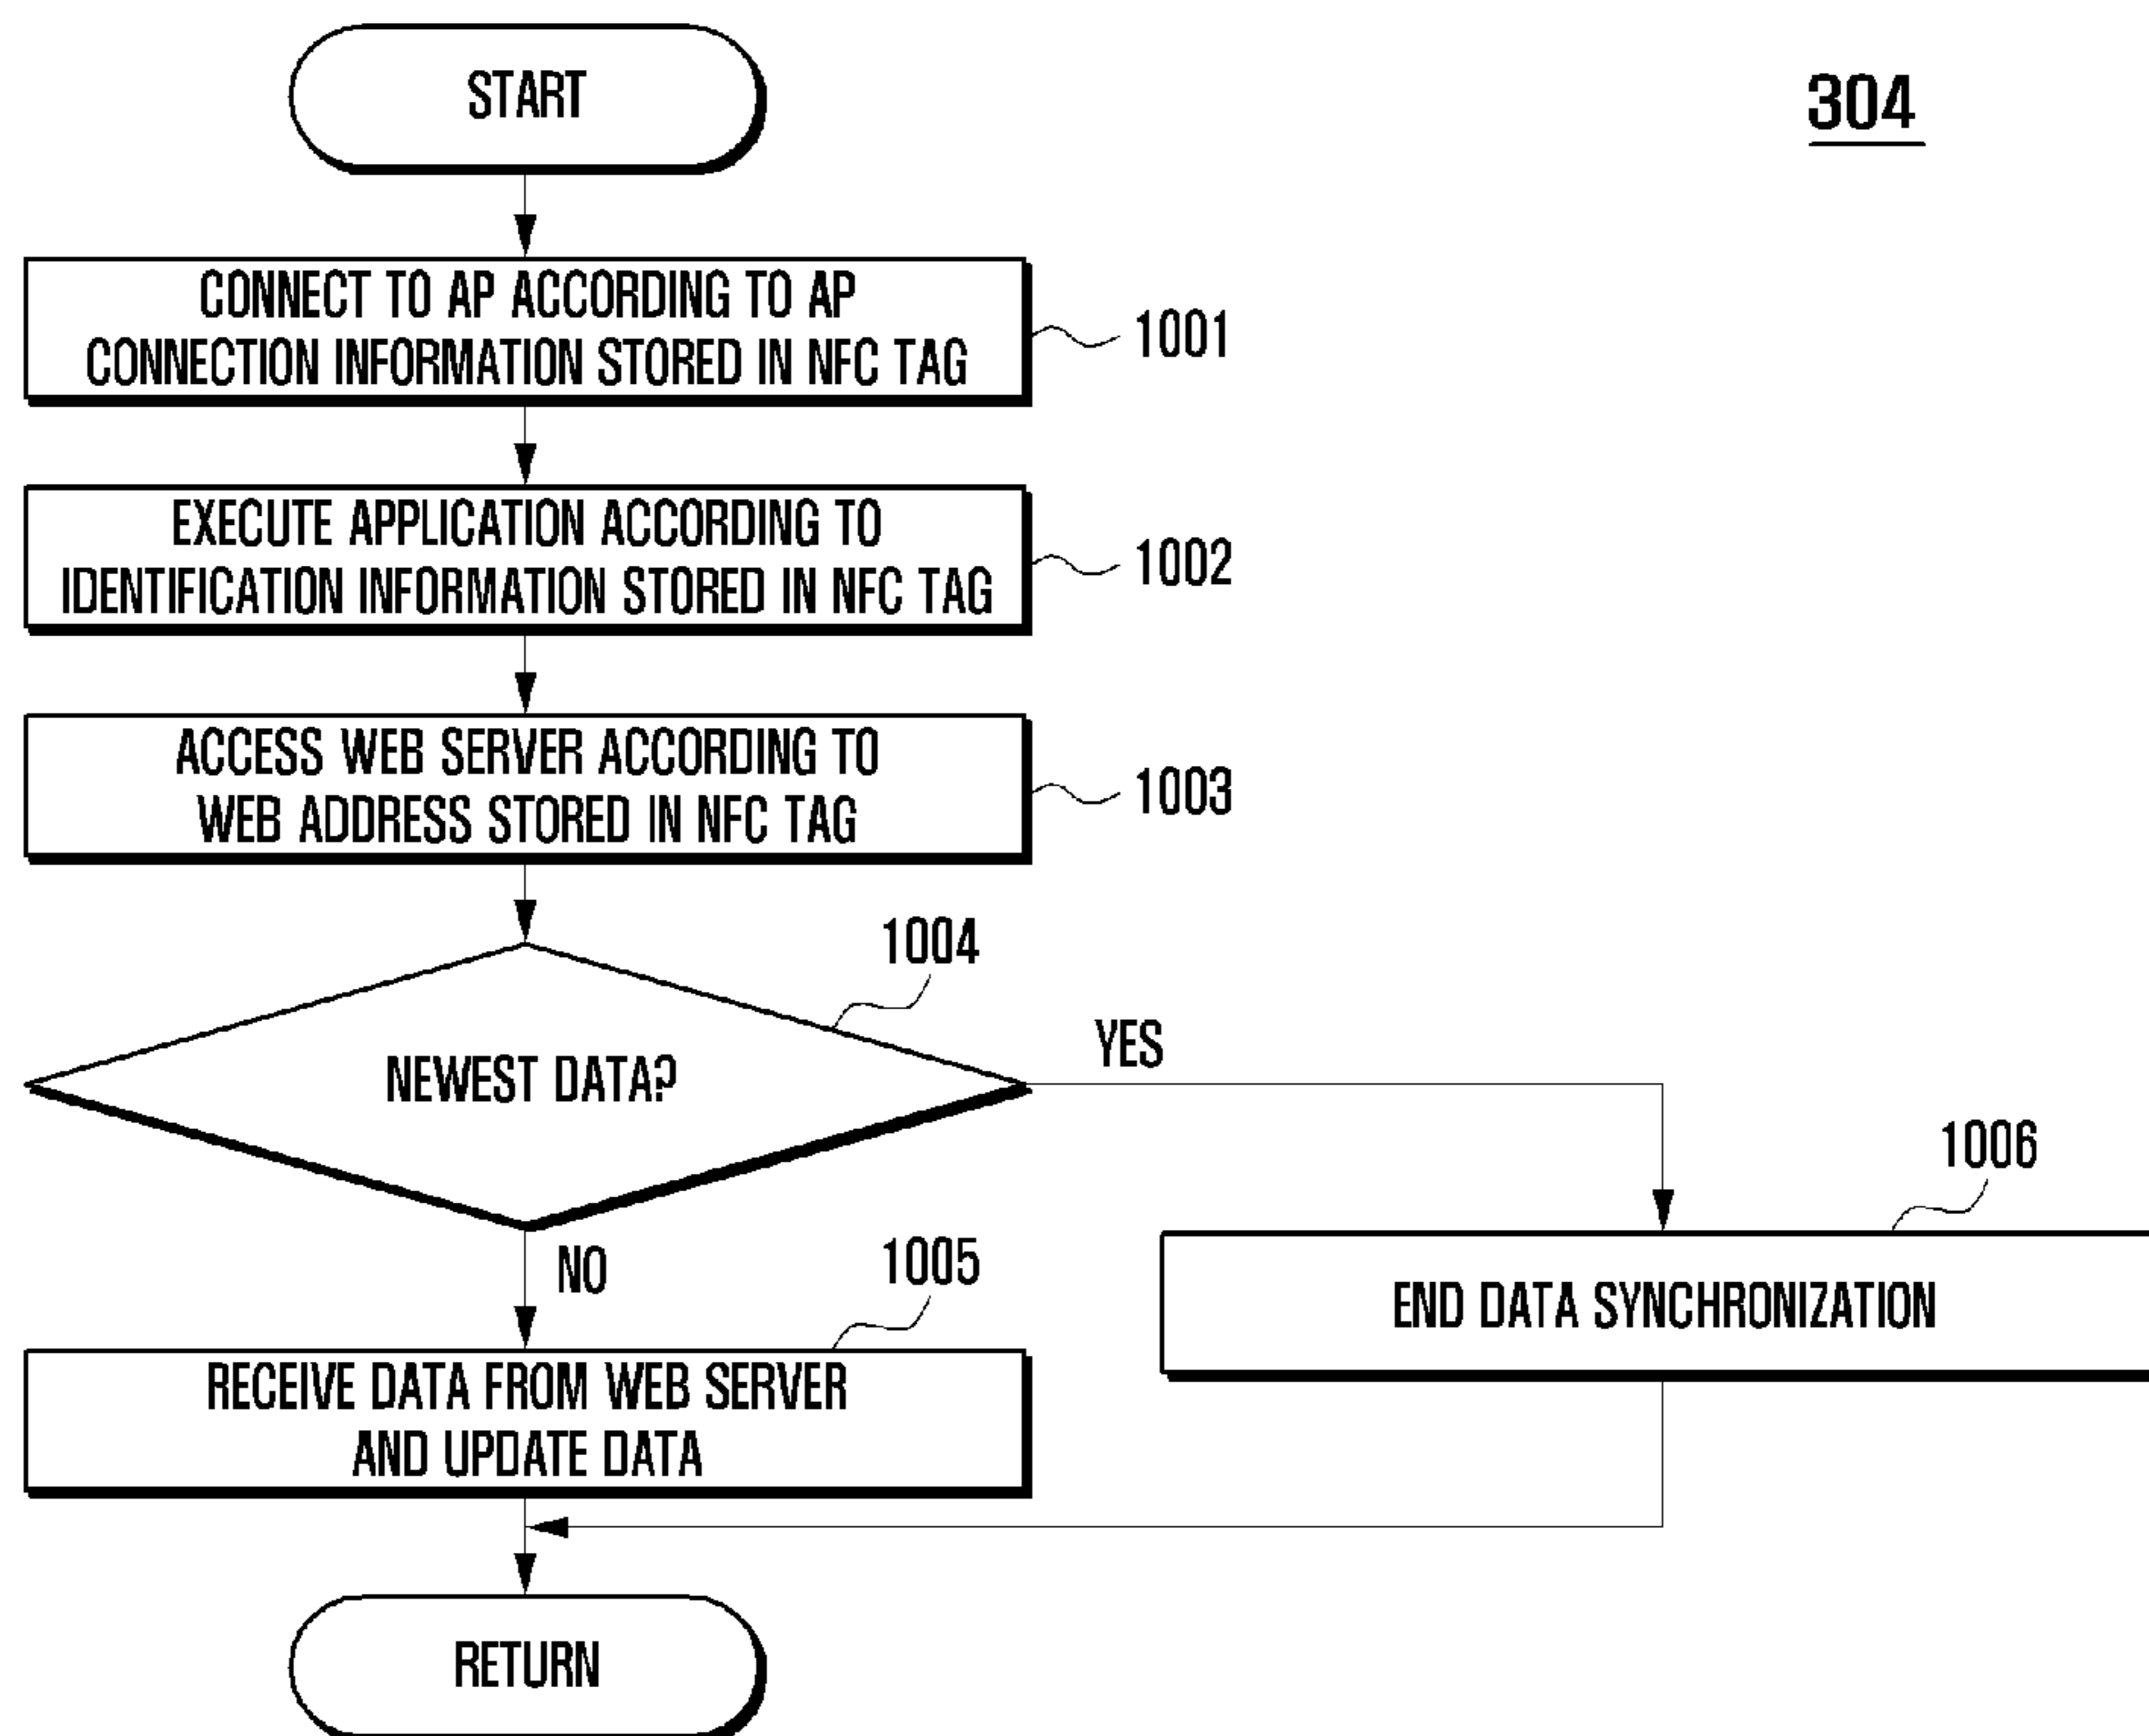 START
304
CONNECT TO AP ACCORDING TO AP
CONNECTION INFORMATION STORED IN NFC TAG
1001
EXECUTE APPLICATION ACCORDING TO
IDENTIFICATION INFORMATION STORED IN NFC TAG
1002
ACCESS WEB SERVER ACCORDING TO
WEB ADDRESS STORED IN NFC TAG
1003
1004
NEWEST DATA?
YES
NO
1006
END DATA SYNCHRONIZATION
1005
RECEIVE DATA FROM WEB SERVER
AND UPDATE DATA
RETURN